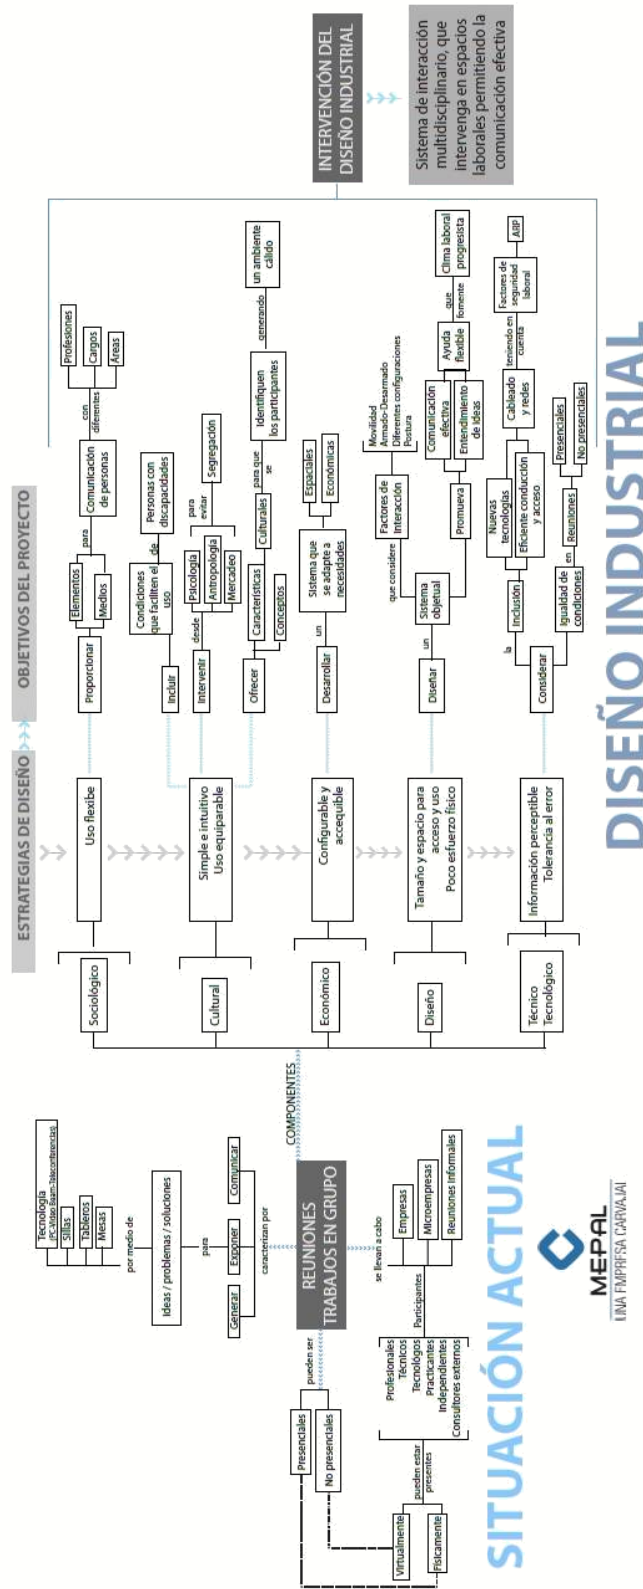 SITUACIÓN ACTUAL
MEPAL
UNA EMPRESA CARVAJAL
REUNIONES
TRABAJOS EN GRUPO
pueden ser
Presenciales
No presenciales
Virtualmente
Físicamente
pueden estar
presentes
Profesionales
Técnicos
Tecnologos
Practicantes
Independientes
Consultores externos
Participantes
se llevan a cabo
Empresas
Microempresas
Reuniones informales
caracterizan por
Generar
Exponer
Comunicar
para
Ideas / problemas / soluciones
por medio de
Tecnología
(PC-Video Beam-Teleconferencias)
Sillas
Tableros
Mesas
COMPONENTES
Sociológico
Cultural
Económico
Diseño
Técnico
Tecnológico
ESTRATEGIAS DE DISEÑO
Uso flexibe
Simple e intuitivo
Uso equiparable
Configurable y
accequible
Tamaño y espacio para
acceso y uso
Poco esfuerzo físico
Información perceptible
Tolerancia al error
OBJETIVOS DEL PROYECTO
Proporcionar
Elementos
Medios
para
Comunicación
de personas
con
diferentes
Profesiones
Cargos
Áreas
Incluir
Condiciones
que faciliten el
uso
de
Personas con
discapacidades
Intervenir
desde
Psicología
Antropología
Mercadeo
para
evitar
Segregación
Ofrecer
Características
Conceptos
Culturales
para que
se
Identifiquen
los participantes
generando
un ambiente
cálido
Desarrollar
un
Sistema que
se adapte a
necesidades
Espaciales
Económicas
Diseñar
un
Sistema
objetual
que considere
Factores de
Interacción
Movilidad
Armado-Desarmado
Diferentes configuraciones
Postura
Promueva
Comunicación
efectiva
Entendimiento
de ideas
Ayuda
flexible
que
fomente
Clima laboral
progresista
Considerar
la
Inclusión
Nuevas
tecnologías
Eficiente conducción
y acceso
Cableado
y redes
teniendo en
cuenta
Factores de
seguridad
laboral
ARP
Igualdad de
condiciones
en
Reuniones
Presenciales
No presenciales
INTERVENCIÓN DEL
DISEÑO INDUSTRIAL
Sistema de interacción
multidisciplinario, que
intervenga en espacios
laborales permitiendo la
comunicación efectiva
DISEÑO INDUSTRIAL